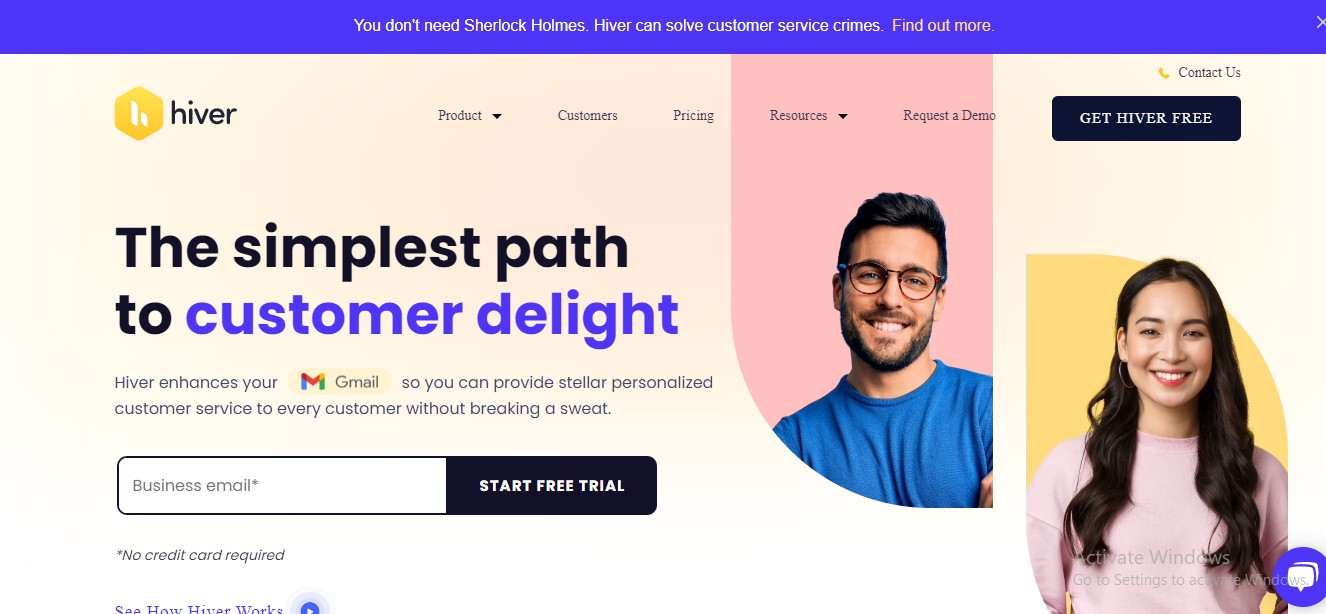 You don't need Sherlock Holmes. Hiver can solve customer service crimes. Find out more.
Contact Us
hiver
Product
Customers
Pricing
Resources
Request a Demo
GET HIVER FREE
The simplest path
to customer delight
Hiver enhances your Gmail so you can provide stellar personalized
customer service to every customer without breaking a sweat.
Business email*
START FREE TRIAL
*No credit card required
See How Hiver Works
Activate Windows
Go to Settings to activate Windows.